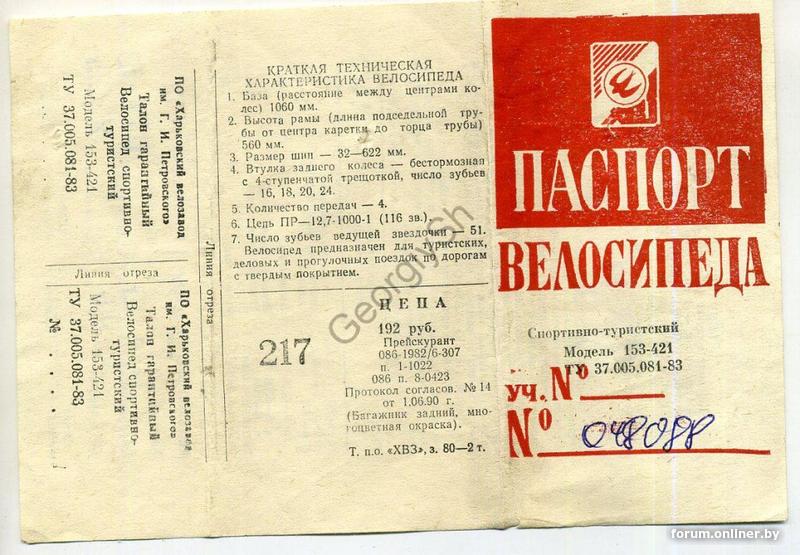 ПО «Харьковский велозавод
им. Г. И. Петровского»
Талон гарантийный
Велосипед спортивно-
туристский
Модель 153-421
ТУ 37.005.081-83
Линия отреза
ПО «Харьковский велозавод
им. Г. И. Петровского»
Талон гарантийный
Велосипед спортивно-
туристский
Модель 153-421
ТУ 37.005.081-83
№
Линия отреза
КРАТКАЯ ТЕХНИЧЕСКАЯ
ХАРАКТЕРИСТИКА ВЕЛОСИПЕДА
1. База (расстояние между центрами ко-
лес) 1060 мм.
2. Высота рамы (длина подседельной тру-
бы от центра каретки до торца трубы)
560 мм.
3. Размер шин — 32—622 мм.
4. Втулка заднего колеса — бестормозная
с 4-ступенчатой трещоткой, число зубьев
— 16, 18, 20, 24.
5. Количество передач — 4.
6. Цепь ПР—12,7-1000-1 (116 зв.).
7. Число зубьев ведущей звездочки — 51.
Велосипед предназначен для туристских,
деловых и прогулочных поездок по дорогам
с твердым покрытием.
217
ЦЕПА
192 руб.
Прейскурант
086-1982/6-307
п. 1-1022
086 п. 8-0423
Протокол согласов. №14
от 1.06.90 г.
(Багажник задний, мно-
гоцветная окраска).
Т. п.о. «ХВЗ», з. 80—2 т.
ПАСПОРТ
ВЕЛОСИПЕДА
Спортивно-туристский
Модель 153-421
ТУ 37.005.081-83
УЧ. №
№ 048088
GeorgiySh
forum.onliner.by